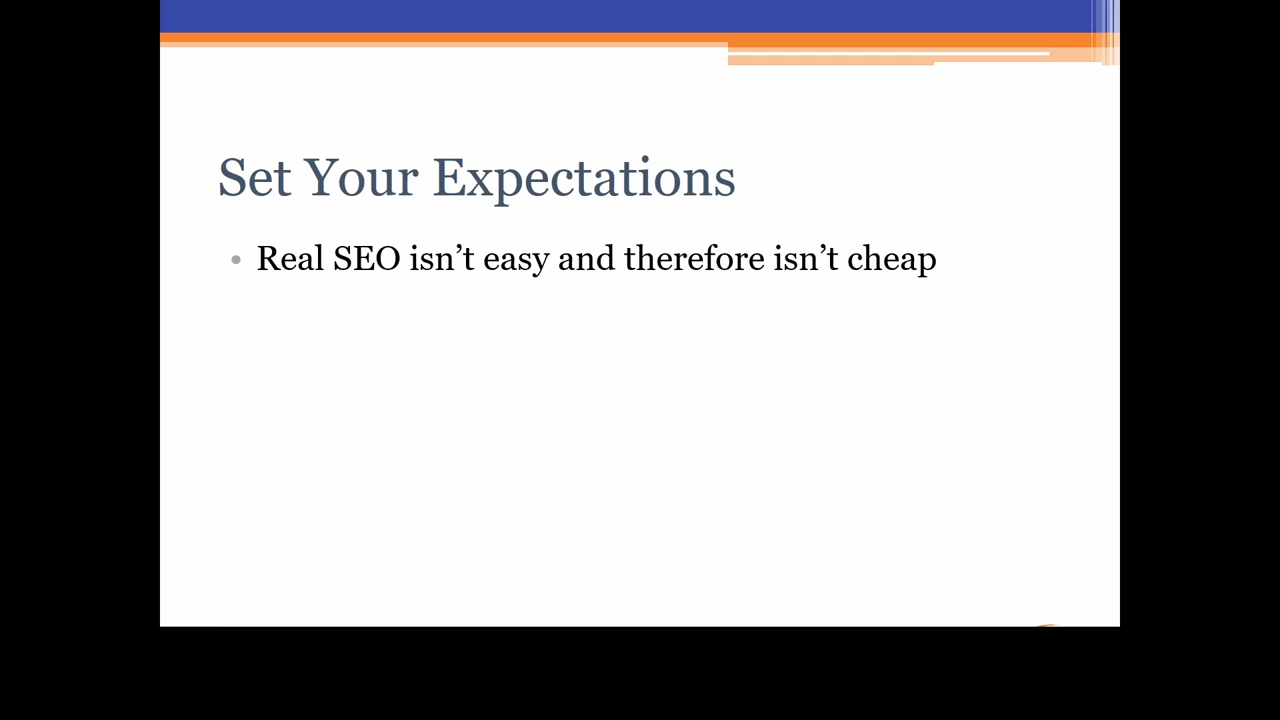 Set Your Expectations
• Real SEO isn’t easy and therefore isn’t cheap